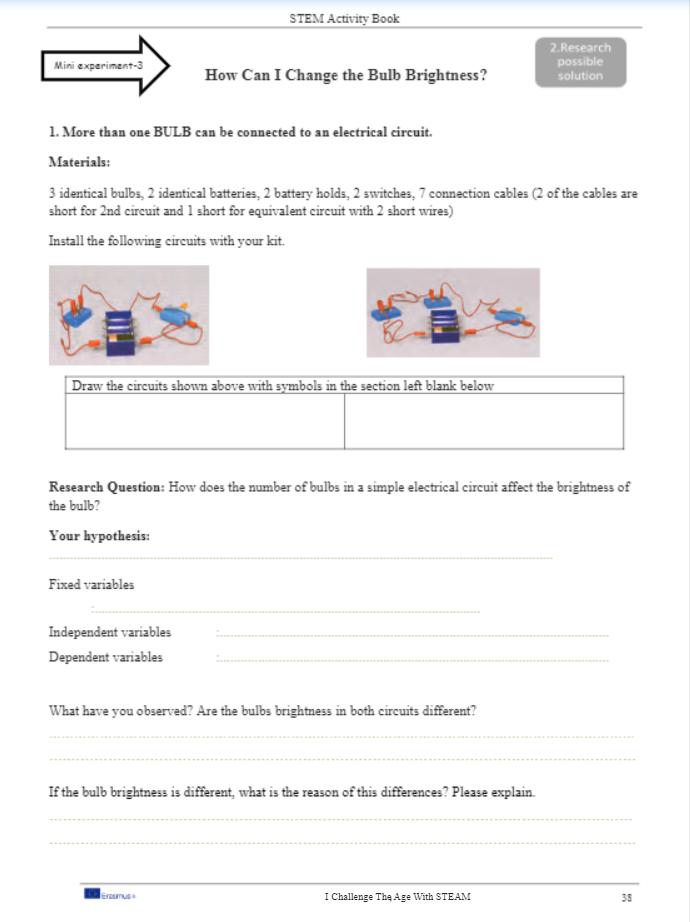 STEM Activity Book
Mini experiment-3
2.Research
possible
solution
How Can I Change the Bulb Brightness?
1. More than one BULB can be connected to an electrical circuit.
Materials:
3 identical bulbs, 2 identical batteries, 2 battery holds, 2 switches, 7 connection cables (2 of the cables are
short for 2nd circuit and 1 short for equivalent circuit with 2 short wires)
Install the following circuits with your kit.
Draw the circuits shown above with symbols in the section left blank below
Research Question: How does the number of bulbs in a simple electrical circuit affect the brightness of
the bulb?
Your hypothesis:
Fixed variables
:
Independent variables :
Dependent variables :
What have you observed? Are the bulbs brightness in both circuits different?
If the bulb brightness is different, what is the reason of this differences? Please explain.
Erasmus+
I Challenge The Age With STEAM
38